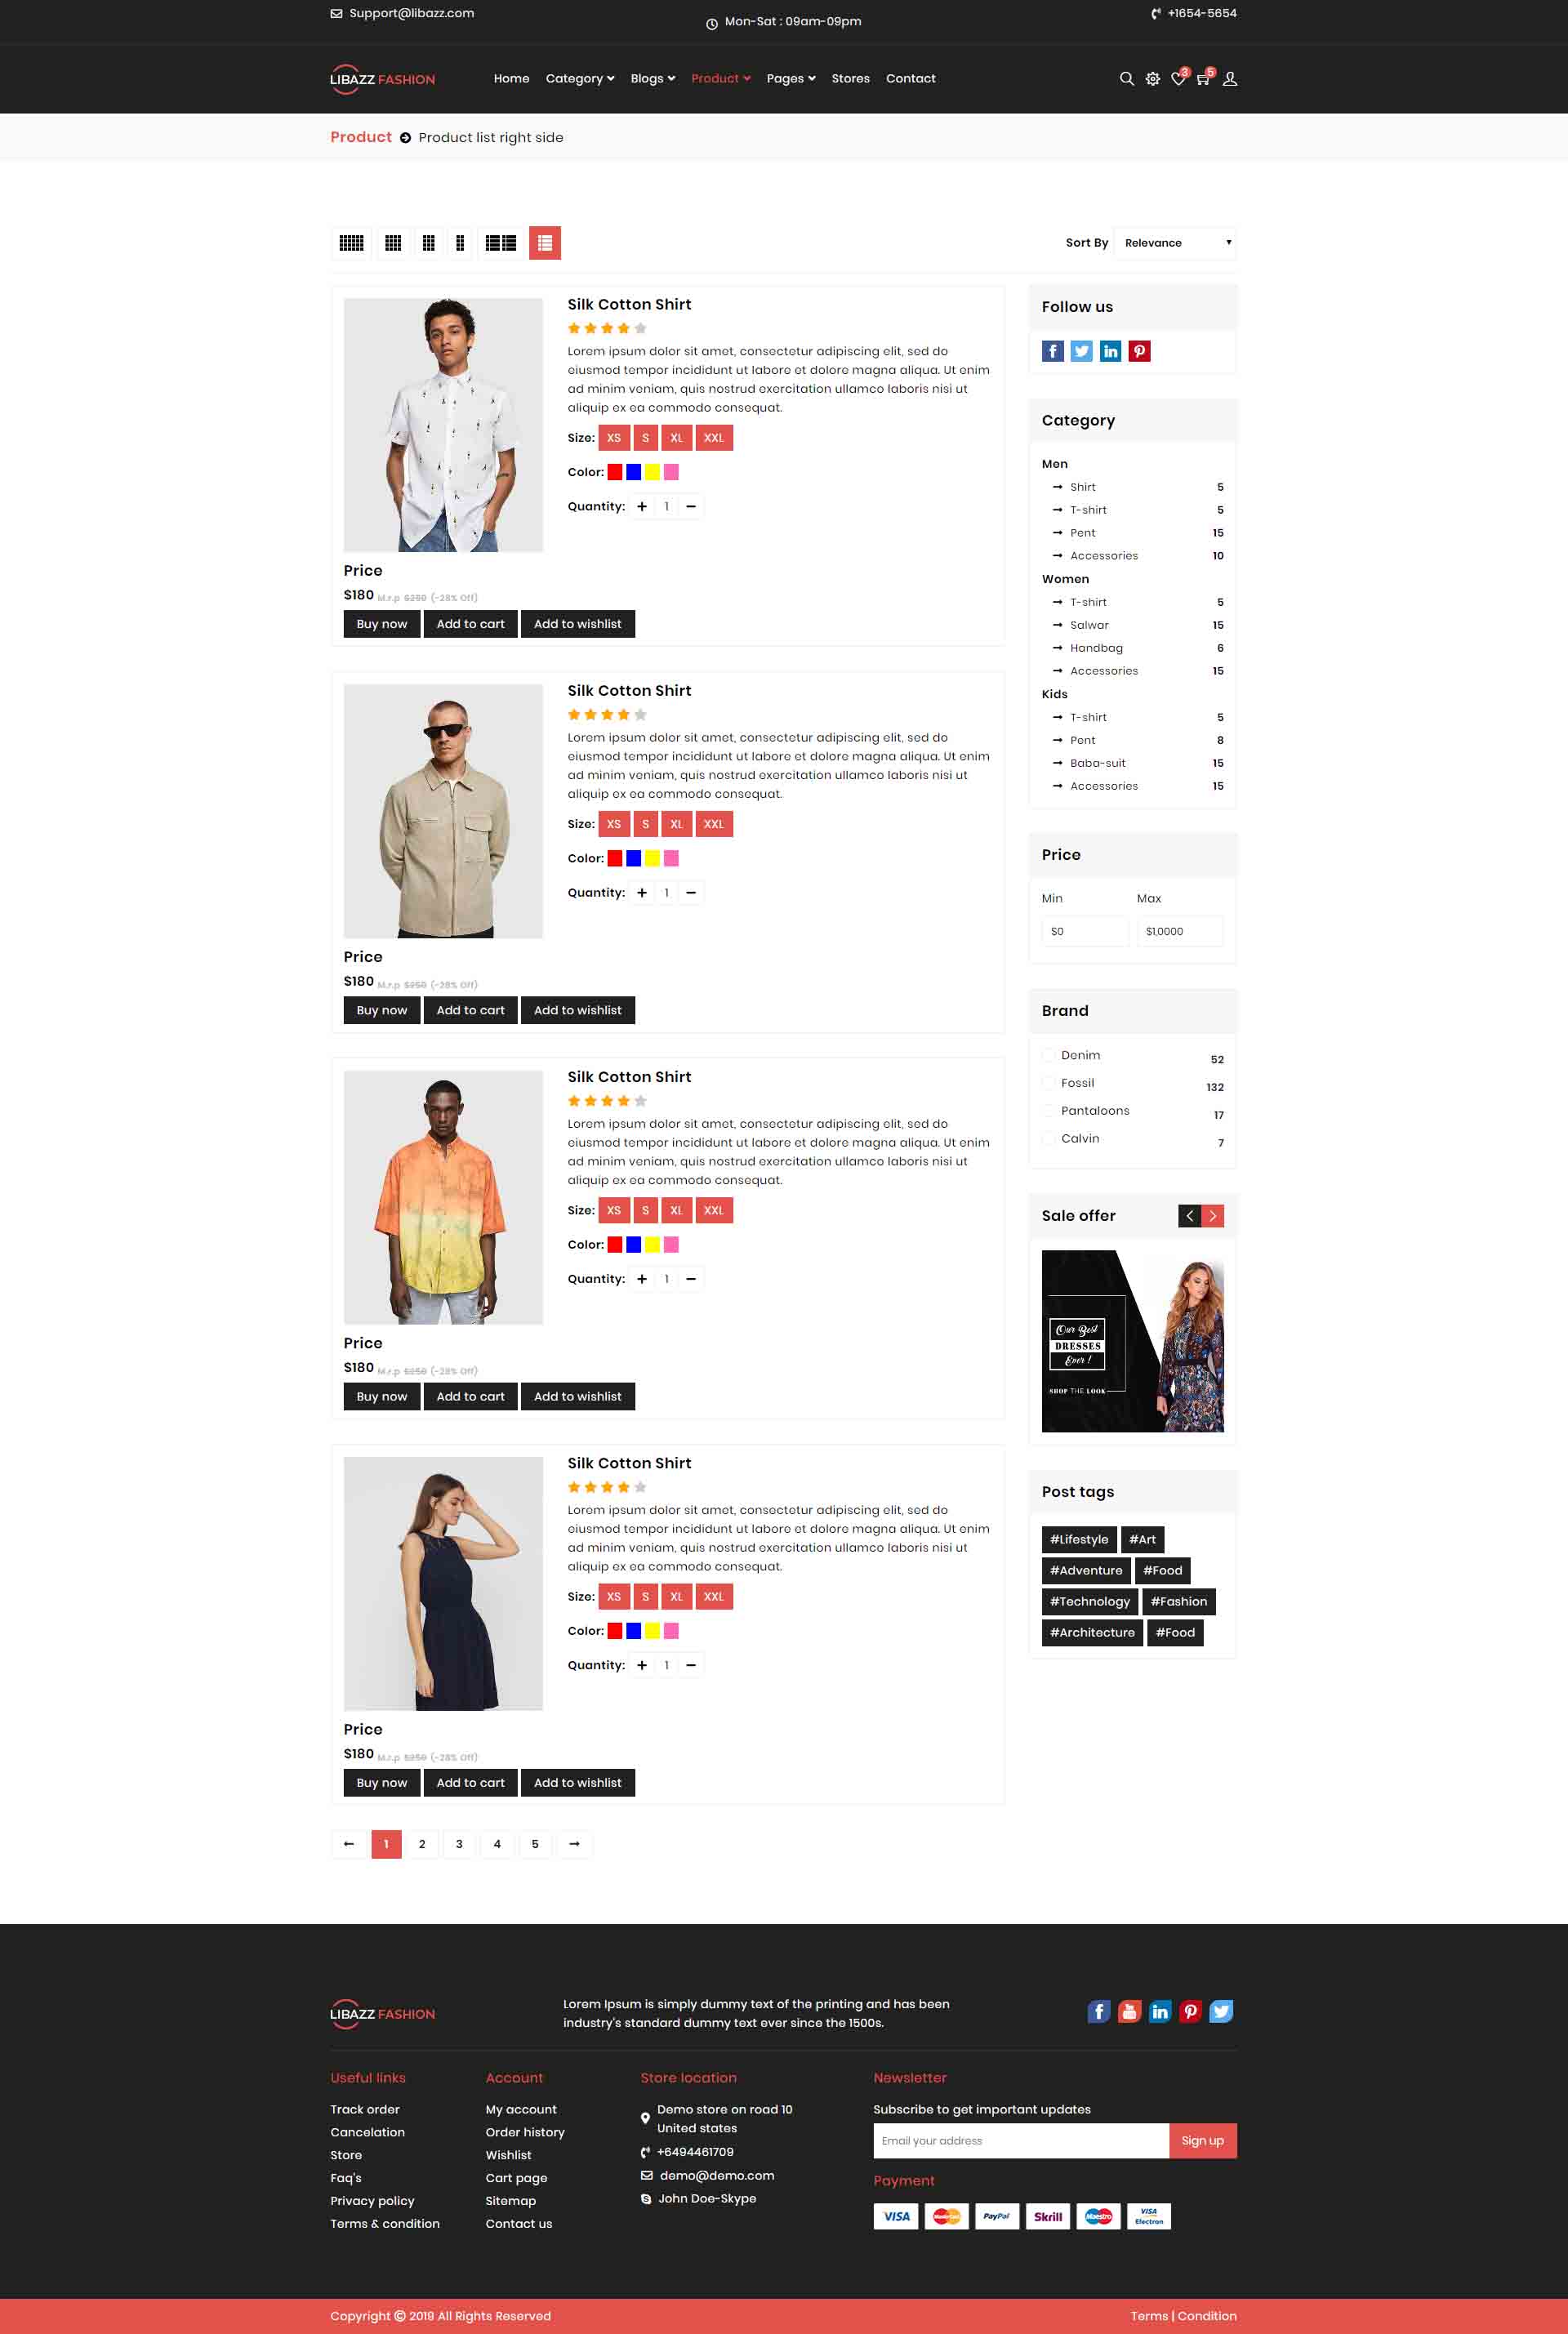 Support@libazz.com
Mon-Sat : 09am-09pm
+1654-5654
LIBAZZ FASHION
Home Category Blogs Product Pages Stores Contact
3 5
Product Product list right side
Sort By Relevance
Silk Cotton Shirt
Lorem ipsum dolor sit amet, consectetur adipiscing elit, sed do
eiusmod tempor incididunt ut labore et dolore magna aliqua. Ut enim
ad minim veniam, quis nostrud exercitation ullamco laboris nisi ut
aliquip ex ea commodo consequat.
Size: XS S XL XXL
Color:
Quantity: + 1 −
Price
$180 M.r.p $250 (-28% Off)
Buy now Add to cart Add to wishlist
Silk Cotton Shirt
Lorem ipsum dolor sit amet, consectetur adipiscing elit, sed do
eiusmod tempor incididunt ut labore et dolore magna aliqua. Ut enim
ad minim veniam, quis nostrud exercitation ullamco laboris nisi ut
aliquip ex ea commodo consequat.
Size: XS S XL XXL
Color:
Quantity: + 1 −
Price
$180 M.r.p $250 (-28% Off)
Buy now Add to cart Add to wishlist
Silk Cotton Shirt
Lorem ipsum dolor sit amet, consectetur adipiscing elit, sed do
eiusmod tempor incididunt ut labore et dolore magna aliqua. Ut enim
ad minim veniam, quis nostrud exercitation ullamco laboris nisi ut
aliquip ex ea commodo consequat.
Size: XS S XL XXL
Color:
Quantity: + 1 −
Price
$180 M.r.p $250 (-28% Off)
Buy now Add to cart Add to wishlist
Silk Cotton Shirt
Lorem ipsum dolor sit amet, consectetur adipiscing elit, sed do
eiusmod tempor incididunt ut labore et dolore magna aliqua. Ut enim
ad minim veniam, quis nostrud exercitation ullamco laboris nisi ut
aliquip ex ea commodo consequat.
Size: XS S XL XXL
Color:
Quantity: + 1 −
Price
$180 M.r.p $250 (-28% Off)
Buy now Add to cart Add to wishlist
1 2 3 4 5
Follow us
Category
Men
Shirt 5
T-shirt 5
Pent 15
Accessories 10
Women
T-shirt 5
Salwar 15
Handbag 6
Accessories 15
Kids
T-shirt 5
Pent 8
Baba-suit 15
Accessories 15
Price
Min Max
$0 $1,0000
Brand
Denim 52
Fossil 132
Pantaloons 17
Calvin 7
Sale offer
Our Best
DRESSES
Ever !
SHOP THE LOOK
Post tags
#Lifestyle #Art
#Adventure #Food
#Technology #Fashion
#Architecture #Food
LIBAZZ FASHION
Lorem Ipsum is simply dummy text of the printing and has been
industry's standard dummy text ever since the 1500s.
Useful links
Track order
Cancelation
Store
Faq's
Privacy policy
Terms & condition
Account
My account
Order history
Wishlist
Cart page
Sitemap
Contact us
Store location
Demo store on road 10
United states
+6494461709
demo@demo.com
John Doe-Skype
Newsletter
Subscribe to get important updates
Email your address Sign up
Payment
VISA MasterCard PayPal Skrill Maestro VISA Electron
Copyright © 2019 All Rights Reserved
Terms | Condition